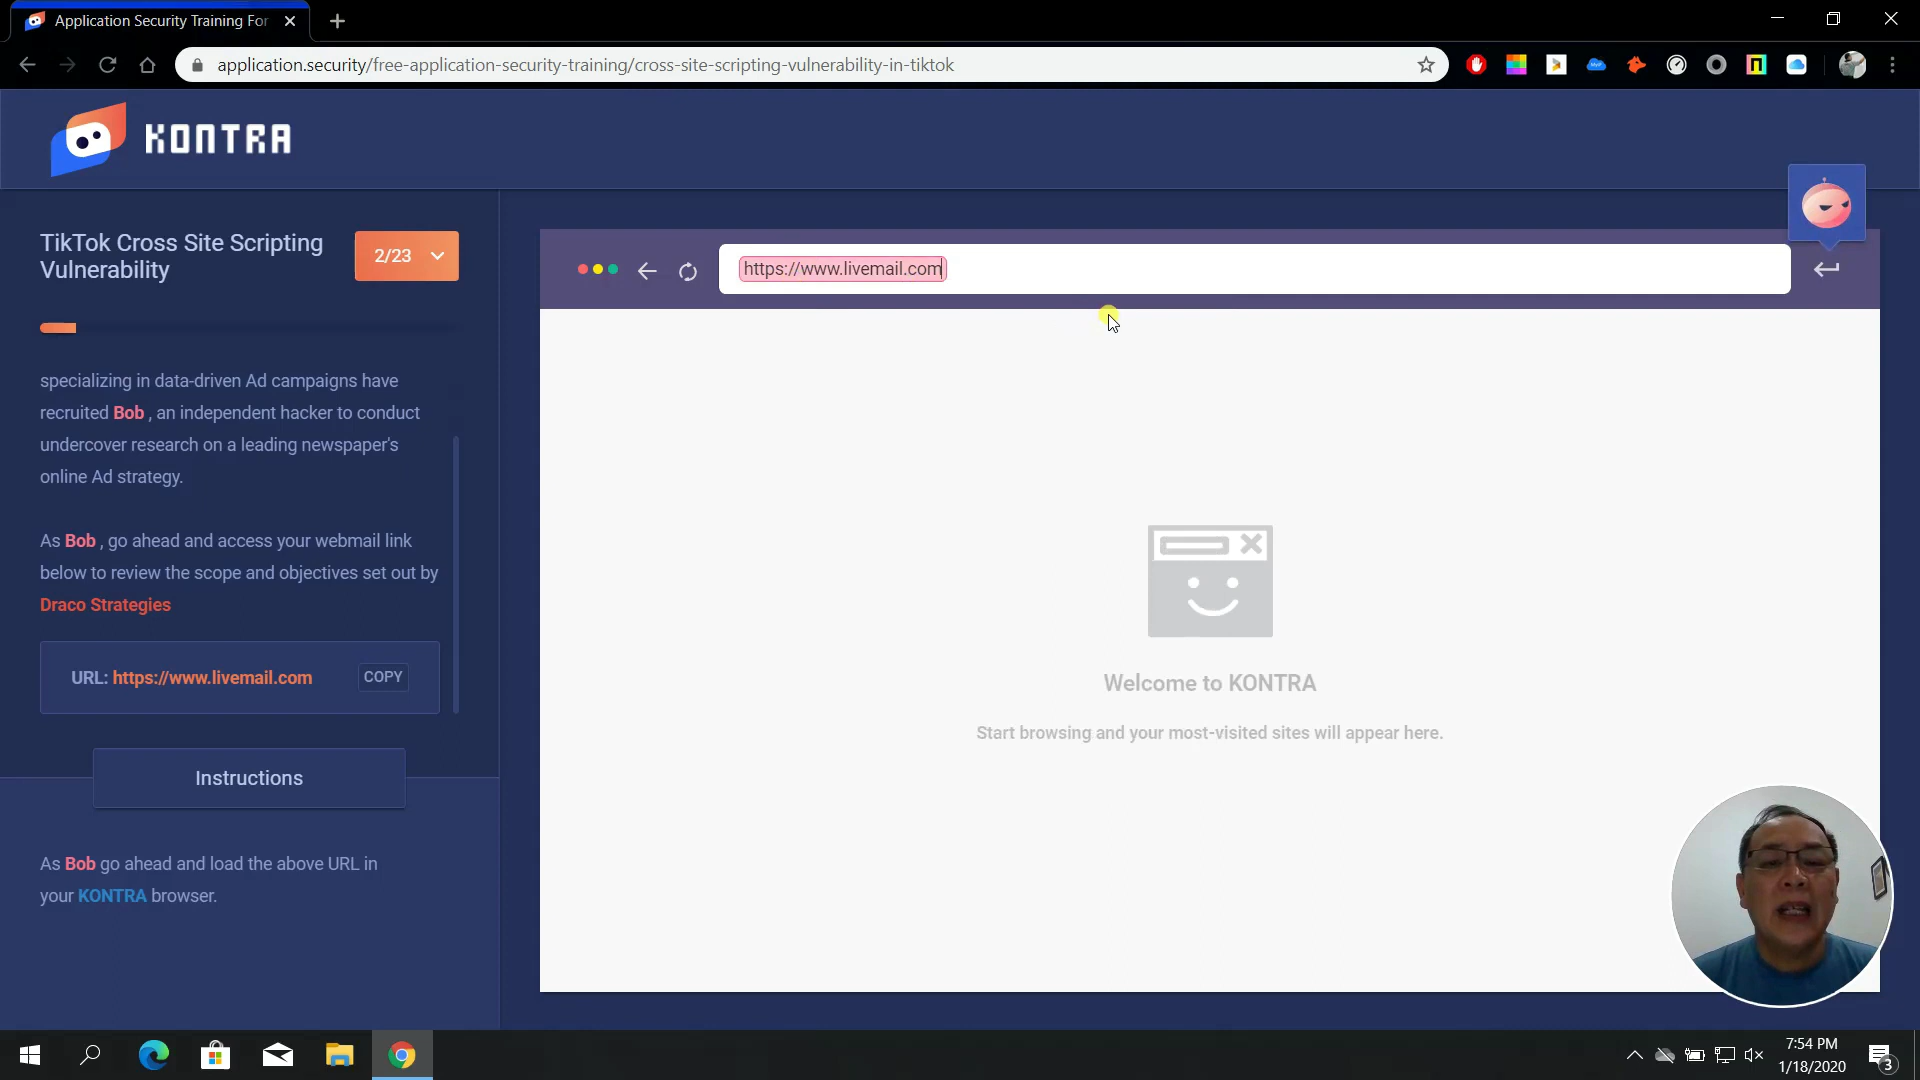 Application Security Training For
application.security/free-application-security-training/cross-site-scripting-vulnerability-in-tiktok
KONTRA
TikTok Cross Site Scripting
Vulnerability
2/23
https://www.livemail.com
specializing in data-driven Ad campaigns have
recruited Bob , an independent hacker to conduct
undercover research on a leading newspaper's
online Ad strategy.
As Bob , go ahead and access your webmail link
below to review the scope and objectives set out by
Draco Strategies
URL: https://www.livemail.com
COPY
Instructions
As Bob go ahead and load the above URL in
your KONTRA browser.
Welcome to KONTRA
Start browsing and your most-visited sites will appear here.
7:54 PM
1/18/2020
3